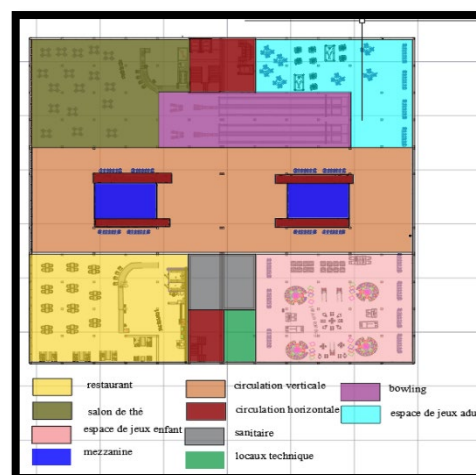 restaurant
circulation verticale
bowling
salon de thé
circulation horizontale
espace de jeux adu
espace de jeux enfant
sanitaire
mezzanine
locaux technique